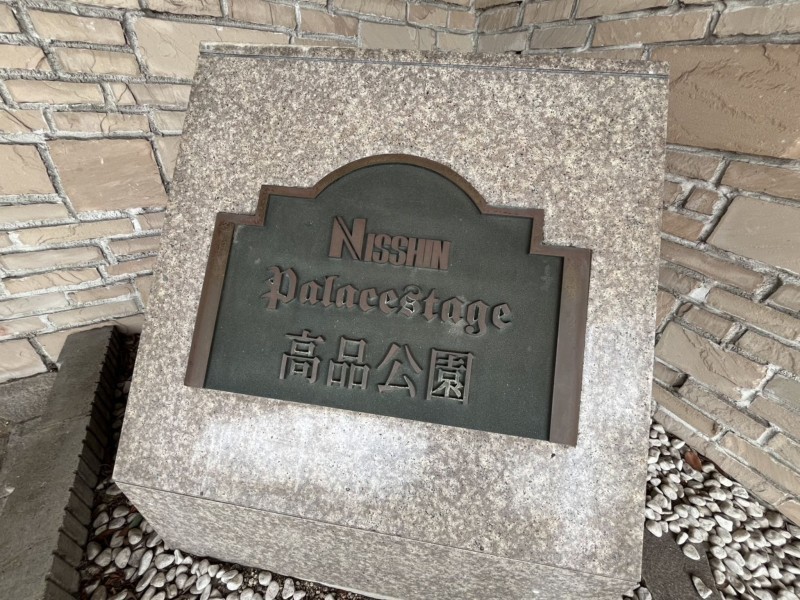 NISSHIN
Palacestage
高品公園